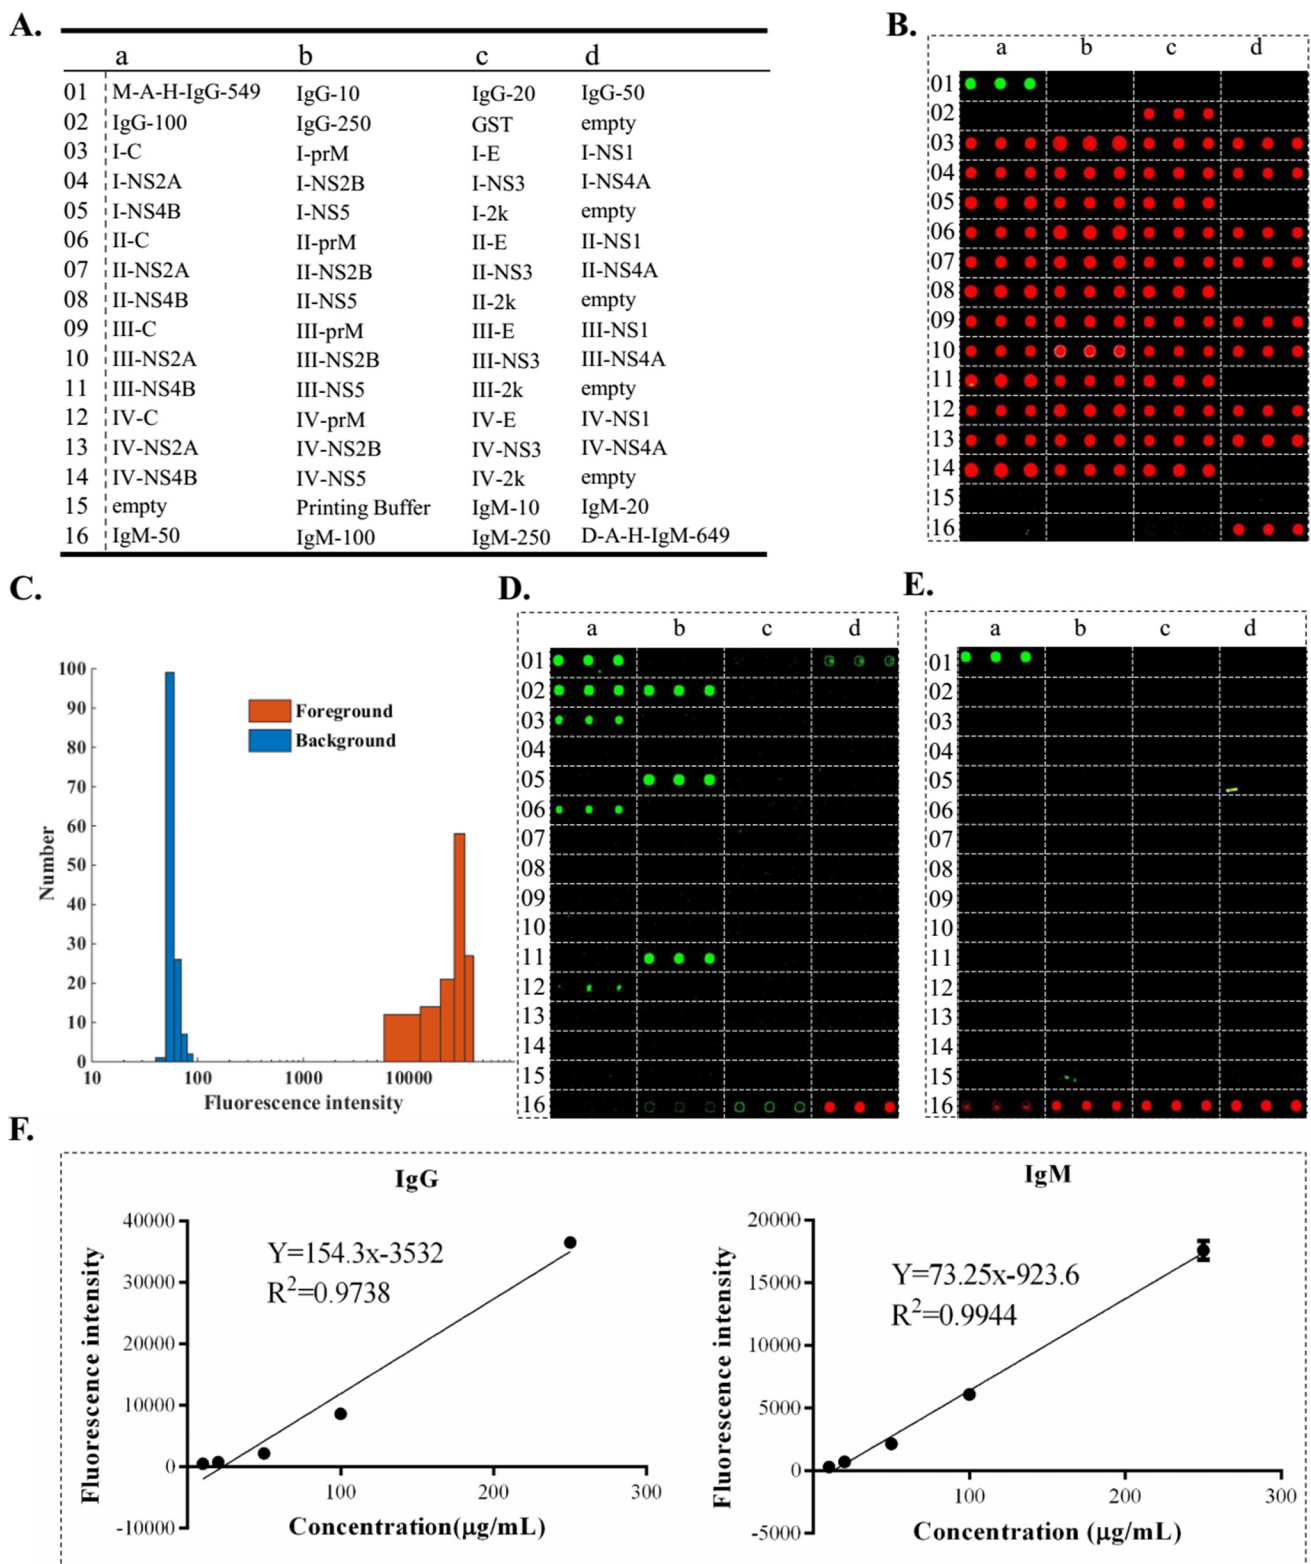 A.
a b c d
01 M-A-H-IgG-549 IgG-10 IgG-20 IgG-50
02 IgG-100 IgG-250 GST empty
03 I-C I-prM I-E I-NS1
04 I-NS2A I-NS2B I-NS3 I-NS4A
05 I-NS4B I-NS5 I-2k empty
06 II-C II-prM II-E II-NS1
07 II-NS2A II-NS2B II-NS3 II-NS4A
08 II-NS4B II-NS5 II-2k empty
09 III-C III-prM III-E III-NS1
10 III-NS2A III-NS2B III-NS3 III-NS4A
11 III-NS4B III-NS5 III-2k empty
12 IV-C IV-prM IV-E IV-NS1
13 IV-NS2A IV-NS2B IV-NS3 IV-NS4A
14 IV-NS4B IV-NS5 IV-2k empty
15 empty Printing Buffer IgM-10 IgM-20
16 IgM-50 IgM-100 IgM-250 D-A-H-IgM-649
B.
a b c d
01
02
03
04
05
06
07
08
09
10
11
12
13
14
15
16
C.
100
90
80
70
60
50
40
30
20
10
0
Number
Foreground
Background
10 100 1000 10000
Fluorescence intensity
D.
a b c d
01
02
03
04
05
06
07
08
09
10
11
12
13
14
15
16
E.
a b c d
01
02
03
04
05
06
07
08
09
10
11
12
13
14
15
16
F.
IgG
40000
30000
20000
10000
0
-10000
Fluorescence intensity
Y=154.3x-3532
R²=0.9738
100 200 300
Concentration(μg/mL)
IgM
20000
15000
10000
5000
0
-5000
Fluorescence intensity
Y=73.25x-923.6
R²=0.9944
100 200 300
Concentration (μg/mL)